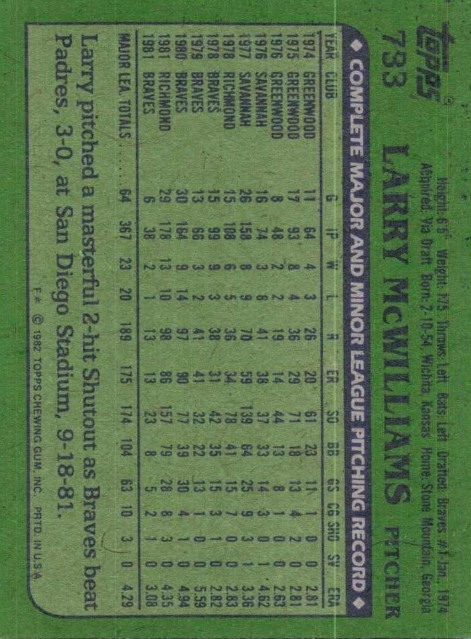 topps®
733 LARRY McWILLIAMS PITCHER
Height: 6'5" Weight: 175 Throws: Left Bats: Left Drafted: Braves #1-Jan., 1974
Acquired: Via Draft Born: 2-10-54, Wichita, Kansas Home: Stone Mountain, Georgia
◆ COMPLETE MAJOR AND MINOR LEAGUE PITCHING RECORD ◆
YEAR CLUB G IP W L R ER SO BB GS CG SHO SV ERA
1974 GREENWOOD 11 64 4 3 26 20 61 23 11 1 0 0 2.81
1975 GREENWOOD 17 93 8 4 36 29 71 18 13 4 2 0 2.81
1976 GREENWOOD 8 48 2 2 19 14 44 13 8 1 0 0 2.63
1976 SAVANNAH 16 74 3 6 41 38 37 33 14 3 0 1 4.62
1977 SAVANNAH 26 158 8 9 70 59 139 64 25 9 3 1 3.36
1978 RICHMOND 15 108 6 5 36 34 78 41 15 7 0 0 2.83
1978 BRAVES 15 99 9 3 38 31 42 35 15 3 1 0 2.82
1979 BRAVES 13 66 3 2 41 41 32 22 13 1 0 0 5.59
1980 BRAVES 30 164 9 14 97 90 77 39 30 4 1 0 4.94
1981 RICHMOND 29 178 13 10 98 86 157 79 28 8 3 0 4.35
1981 BRAVES 6 38 2 1 13 13 23 8 5 2 1 0 3.08
MAJOR LEA. TOTALS 64 367 23 20 189 175 174 104 63 10 3 0 4.29
Larry pitched a masterful 2-hit Shutout as Braves beat
Padres, 3-0, at San Diego Stadium, 9-18-81.
F* © 1982 TOPPS CHEWING GUM, INC. PRTD. IN U.S.A.